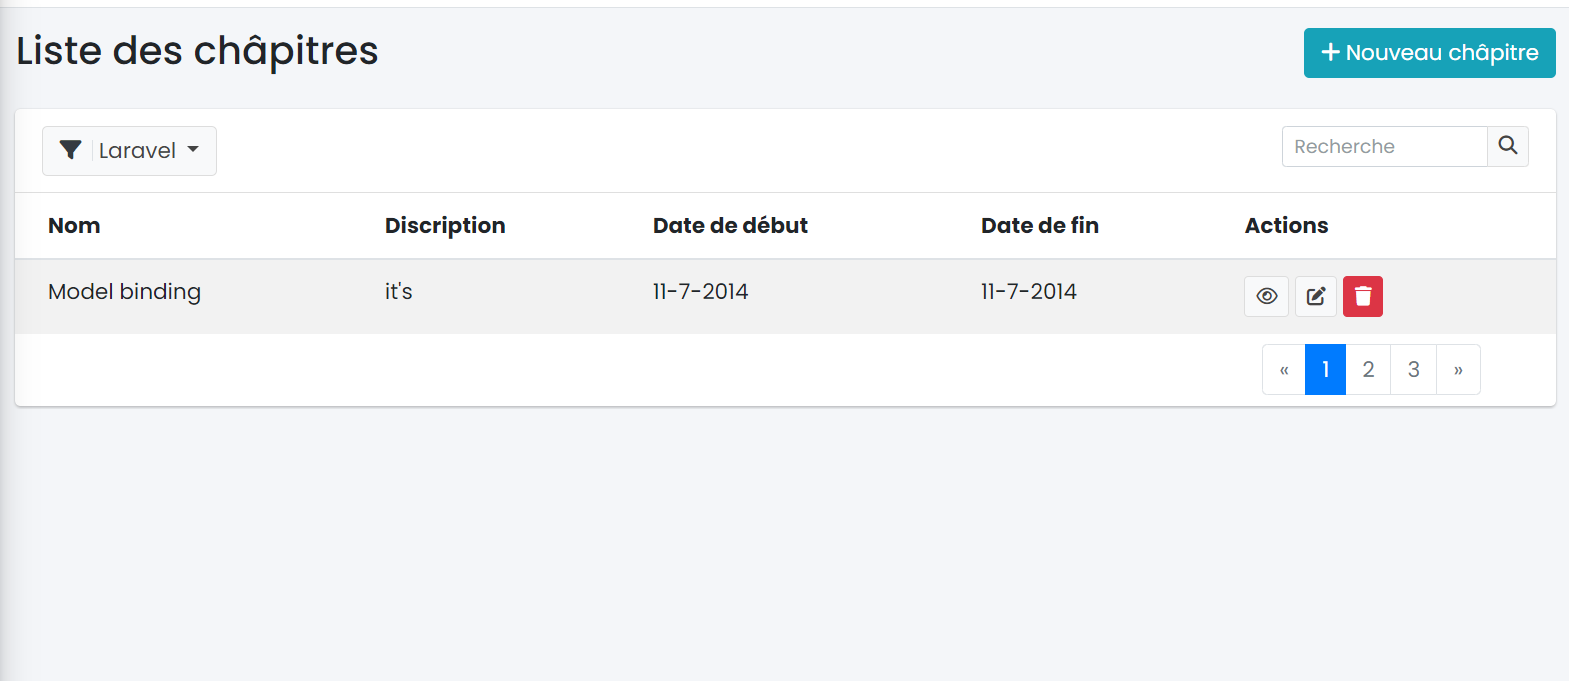 Liste des châpitres
+ Nouveau châpitre
Laravel
Recherche
Nom Discription Date de début Date de fin Actions
Model binding it's 11-7-2014 11-7-2014
« 1 2 3 »